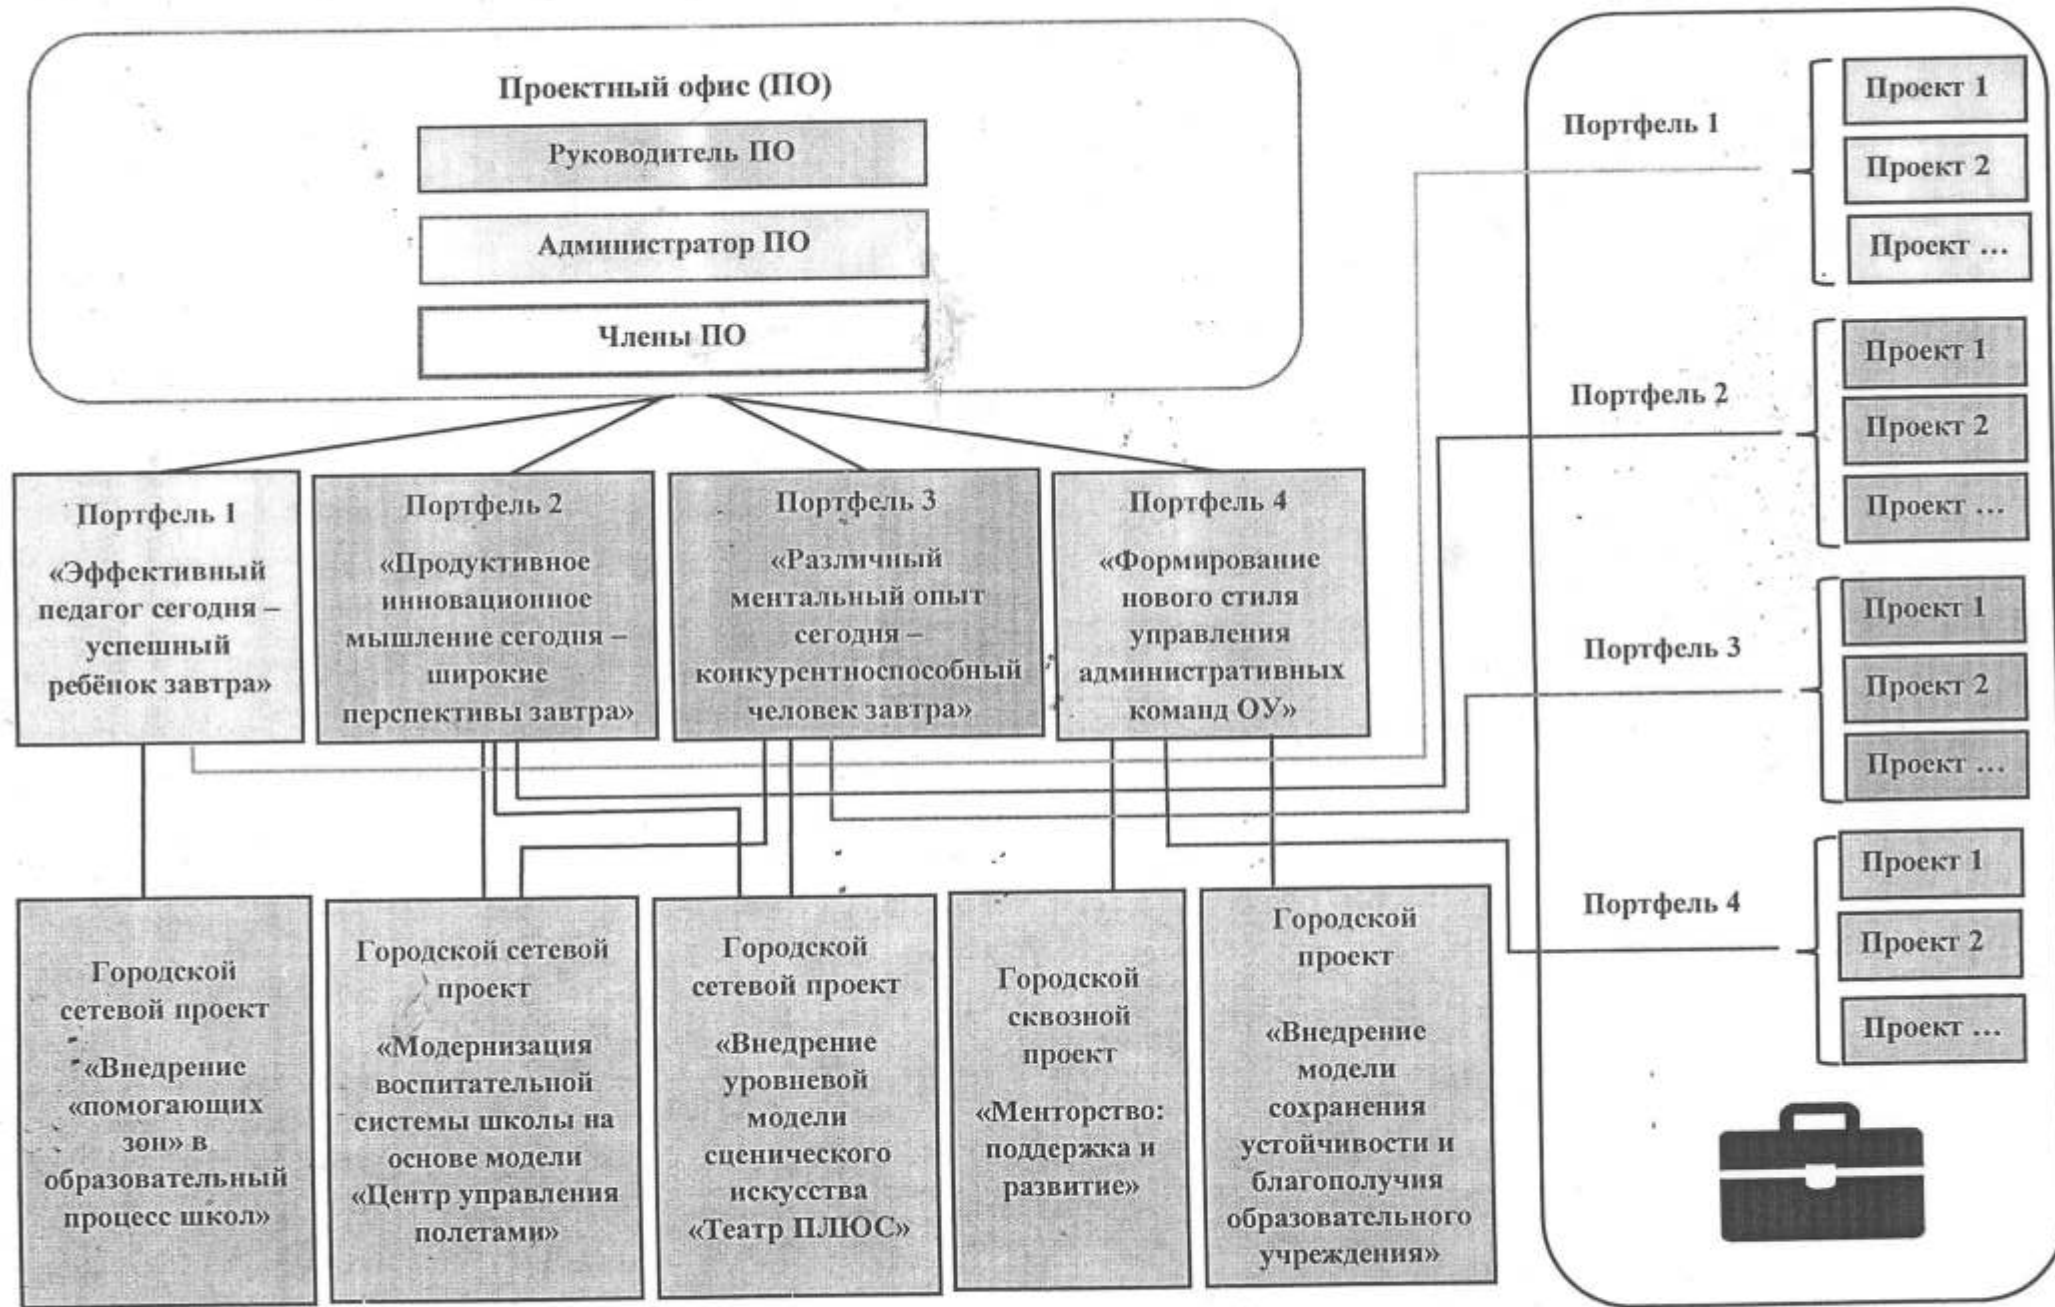 Проектный офис (ПО)
Руководитель ПО
Администратор ПО
Члены ПО
Портфель 1
«Эффективный
педагог сегодня –
успешный
ребёнок завтра»
Портфель 2
«Продуктивное
инновационное
мышление сегодня –
широкие
перспективы завтра»
Портфель 3
«Различный
ментальный опыт
сегодня –
конкурентноспособный
человек завтра»
Портфель 4
«Формирование
нового стиля
управления
административных
команд ОУ»
Городской
сетевой проект
«Внедрение
«помогающих
зон» в
образовательный
процесс школ»
Городской сетевой
проект
«Модернизация
воспитательной
системы школы на
основе модели
«Центр управления
полетами»
Городской
сетевой проект
«Внедрение
уровневой
модели
сценического
искусства
«Театр ПЛЮС»
Городской
сквозной
проект
«Менторство:
поддержка и
развитие»
Городской
проект
«Внедрение
модели
сохранения
устойчивости и
благополучия
образовательного
учреждения»
Портфель 1
Проект 1
Проект 2
Проект ...
Портфель 2
Проект 1
Проект 2
Проект ...
Портфель 3
Проект 1
Проект 2
Проект ...
Портфель 4
Проект 1
Проект 2
Проект ...